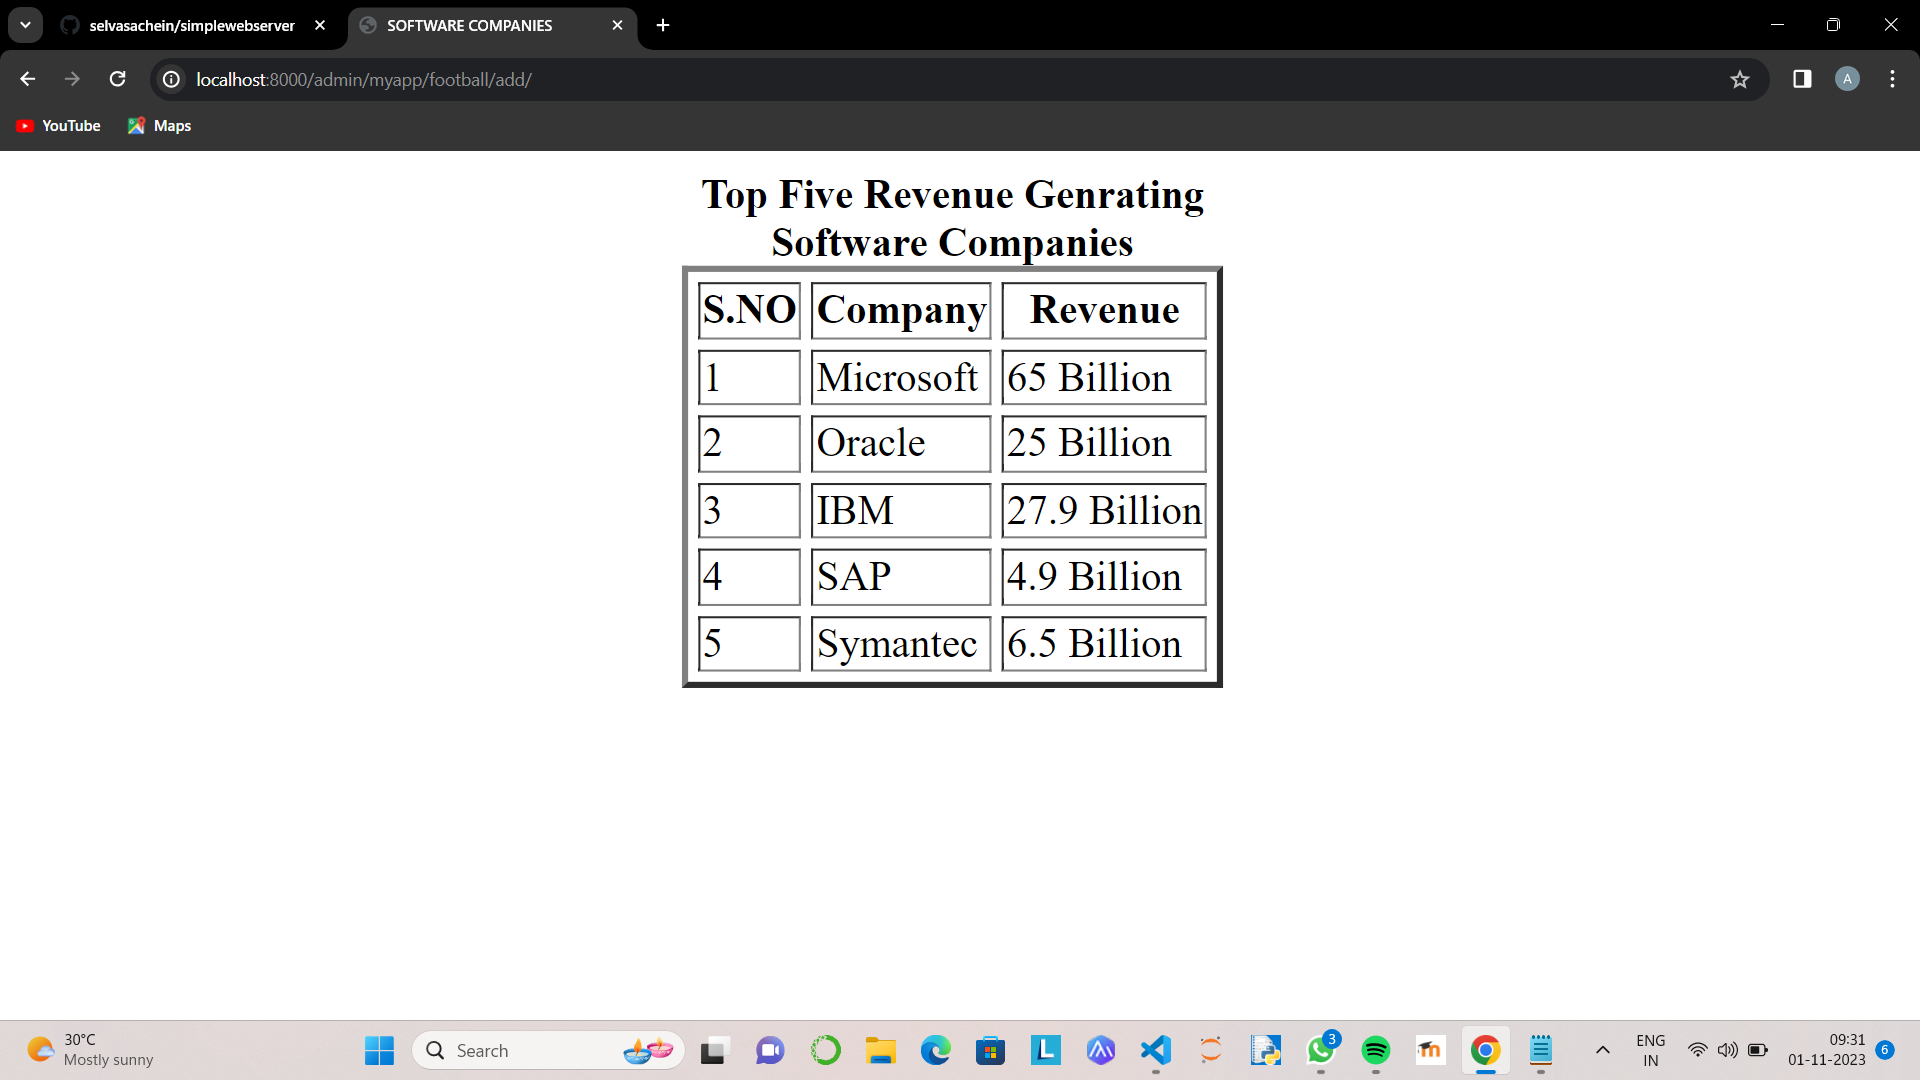 selvasachein/simplewebserver
SOFTWARE COMPANIES
localhost:8000/admin/myapp/football/add/
A
YouTube
Maps
Top Five Revenue Genrating
Software Companies
S.NO Company Revenue
1 Microsoft 65 Billion
2 Oracle 25 Billion
3 IBM 27.9 Billion
4 SAP 4.9 Billion
5 Symantec 6.5 Billion
30°C
Mostly sunny
Search
L
3
m
ENG
IN
09:31
01-11-2023
6